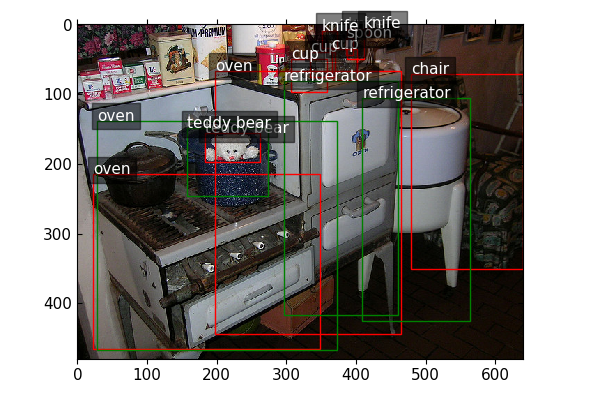 0
knife
knife
spoon
cup
cup
cup
oven
chair
refrigerator
100
refrigerator
oven
teddy bear
teddy bear
200
oven
300
400
0 100 200 300 400 500 600